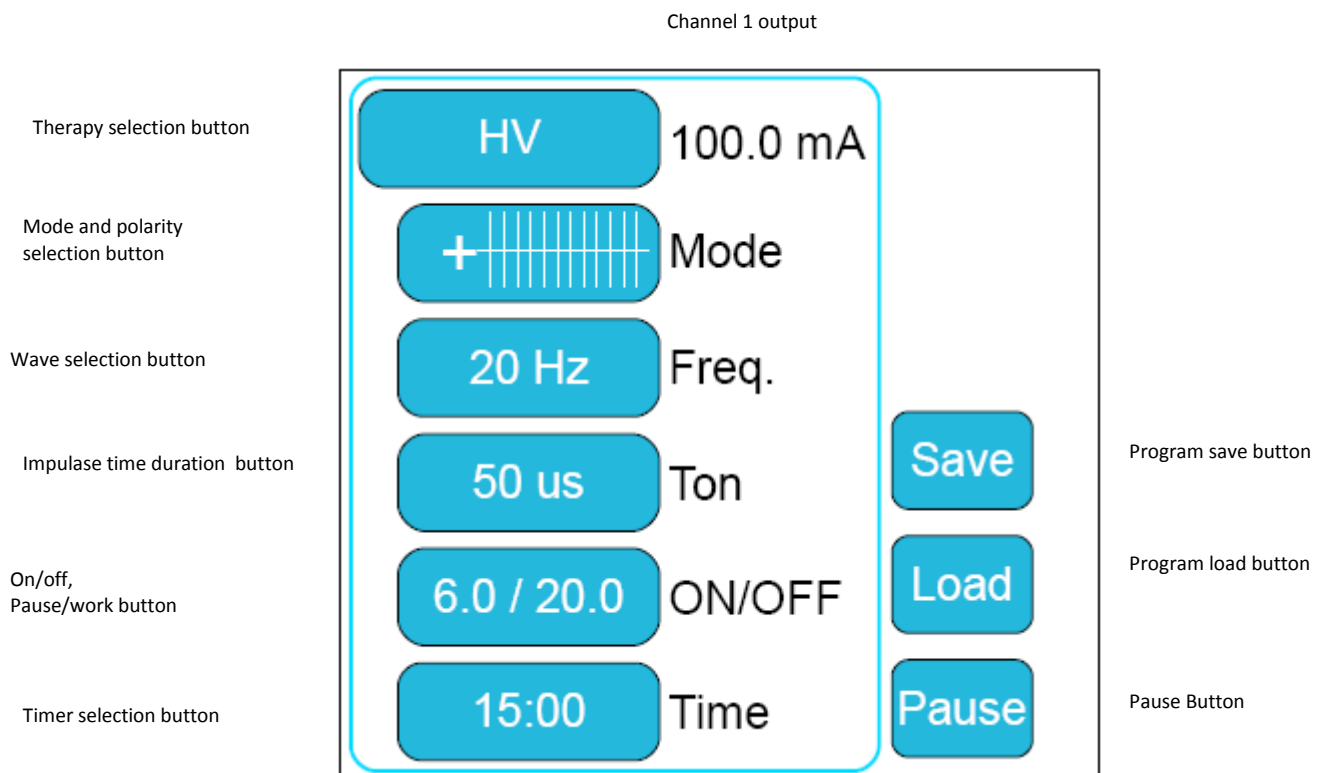 Channel 1 output
Therapy selection button
HV
100.0 mA
Mode and polarity
selection button
+
Mode
Wave selection button
20 Hz
Freq.
Impulase time duration button
50 us
Ton
Save
Program save button
On/off,
Pause/work button
6.0 / 20.0
ON/OFF
Load
Program load button
Timer selection button
15:00
Time
Pause
Pause Button